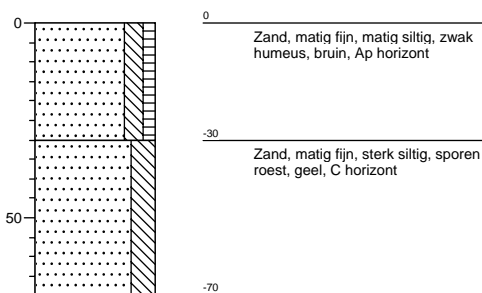 0
0
Zand, matig fijn, matig siltig, zwak
humeus, bruin, Ap horizont
-30
Zand, matig fijn, sterk siltig, sporen
roest, geel, C horizont
50
-70